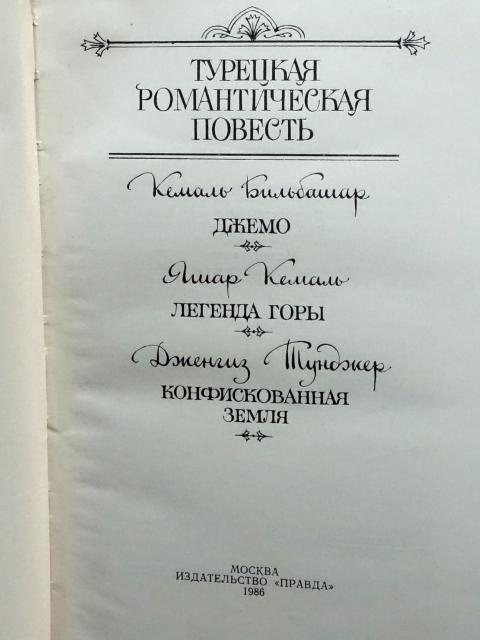 ТУРЕЦКАЯ
РОМАНТИЧЕСКАЯ
ПОВЕСТЬ
Кемаль Бильбашар
ДЖЕМО
Яшар Кемаль
ЛЕГЕНДА ГОРЫ
Дженгиз Тунджер
КОНФИСКОВАННАЯ
ЗЕМЛЯ
МОСКВА
ИЗДАТЕЛЬСТВО «ПРАВДА»
1986